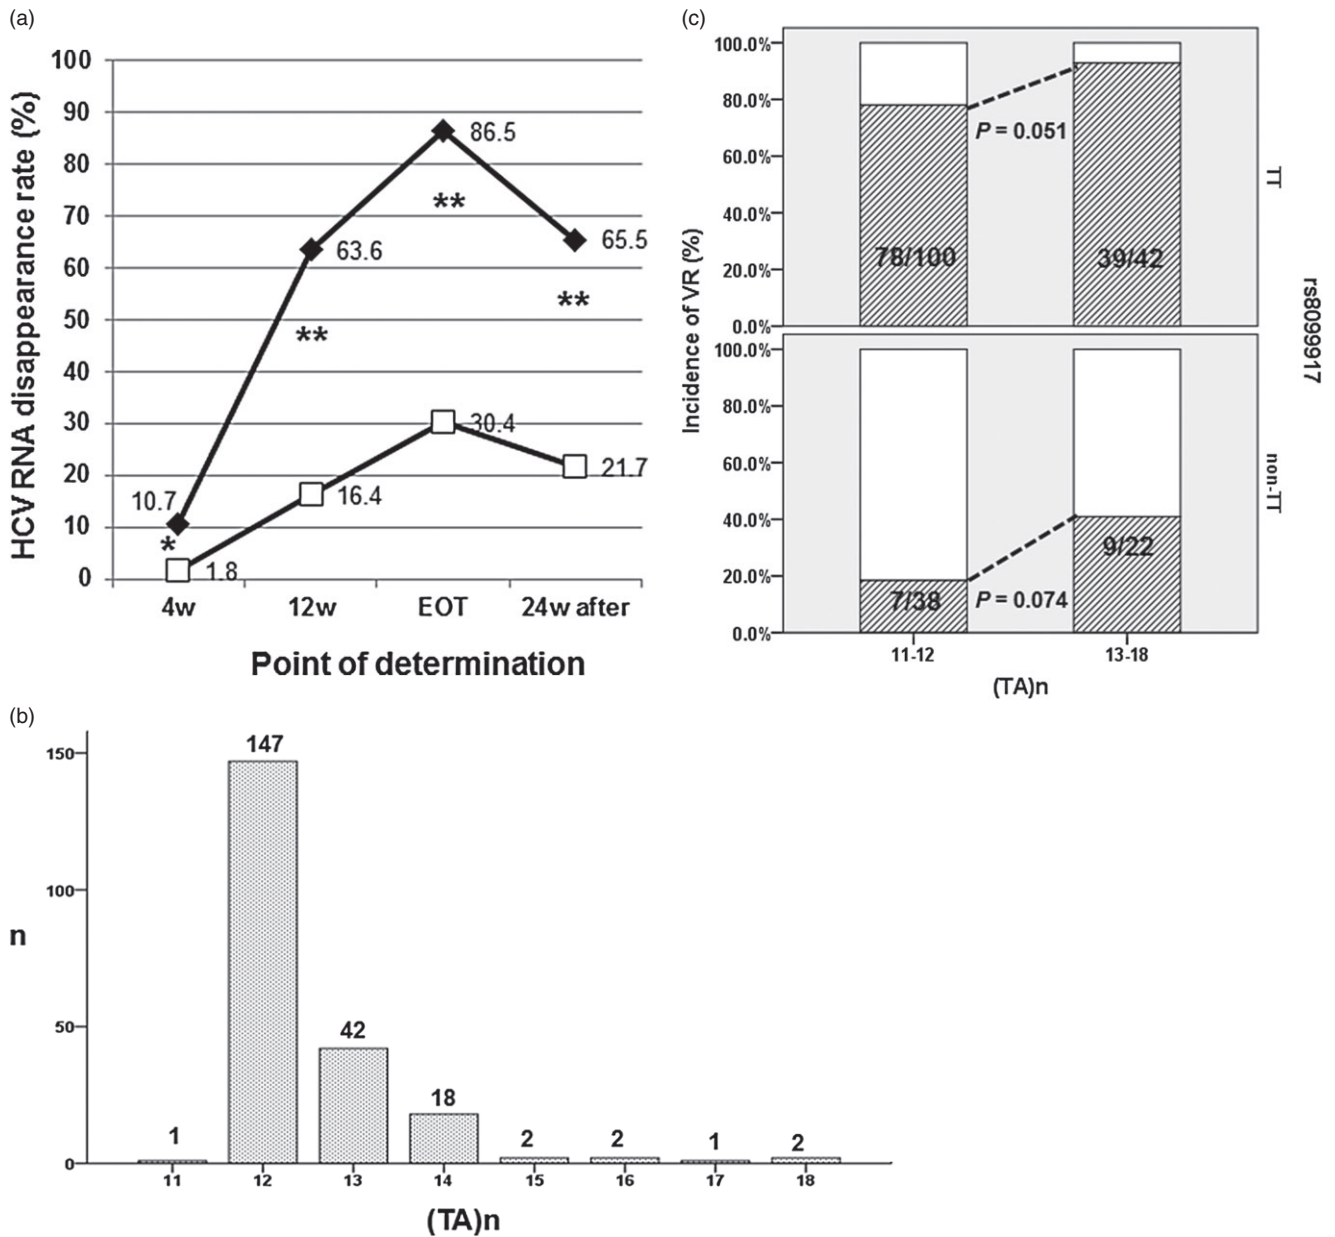 (a)
HCV RNA disappearance rate (%)
100
90
80
70
60
50
40
30
20
10
0
10.7
*
1.8
63.6
**
16.4
86.5
**
30.4
65.5
**
21.7
4w 12w EOT 24w after
Point of determination
(c)
Incidence of VR (%)
100.0%
80.0%
60.0%
40.0%
20.0%
0.0%
P = 0.051
78/100 39/42
TT
100.0%
80.0%
60.0%
40.0%
20.0%
0.0%
7/38 P = 0.074 9/22
non-TT
rs8099917
11-12 13-18
(TA)n
(b)
n
150
100
50
0
1 147 42 18 2 2 1 2
11 12 13 14 15 16 17 18
(TA)n